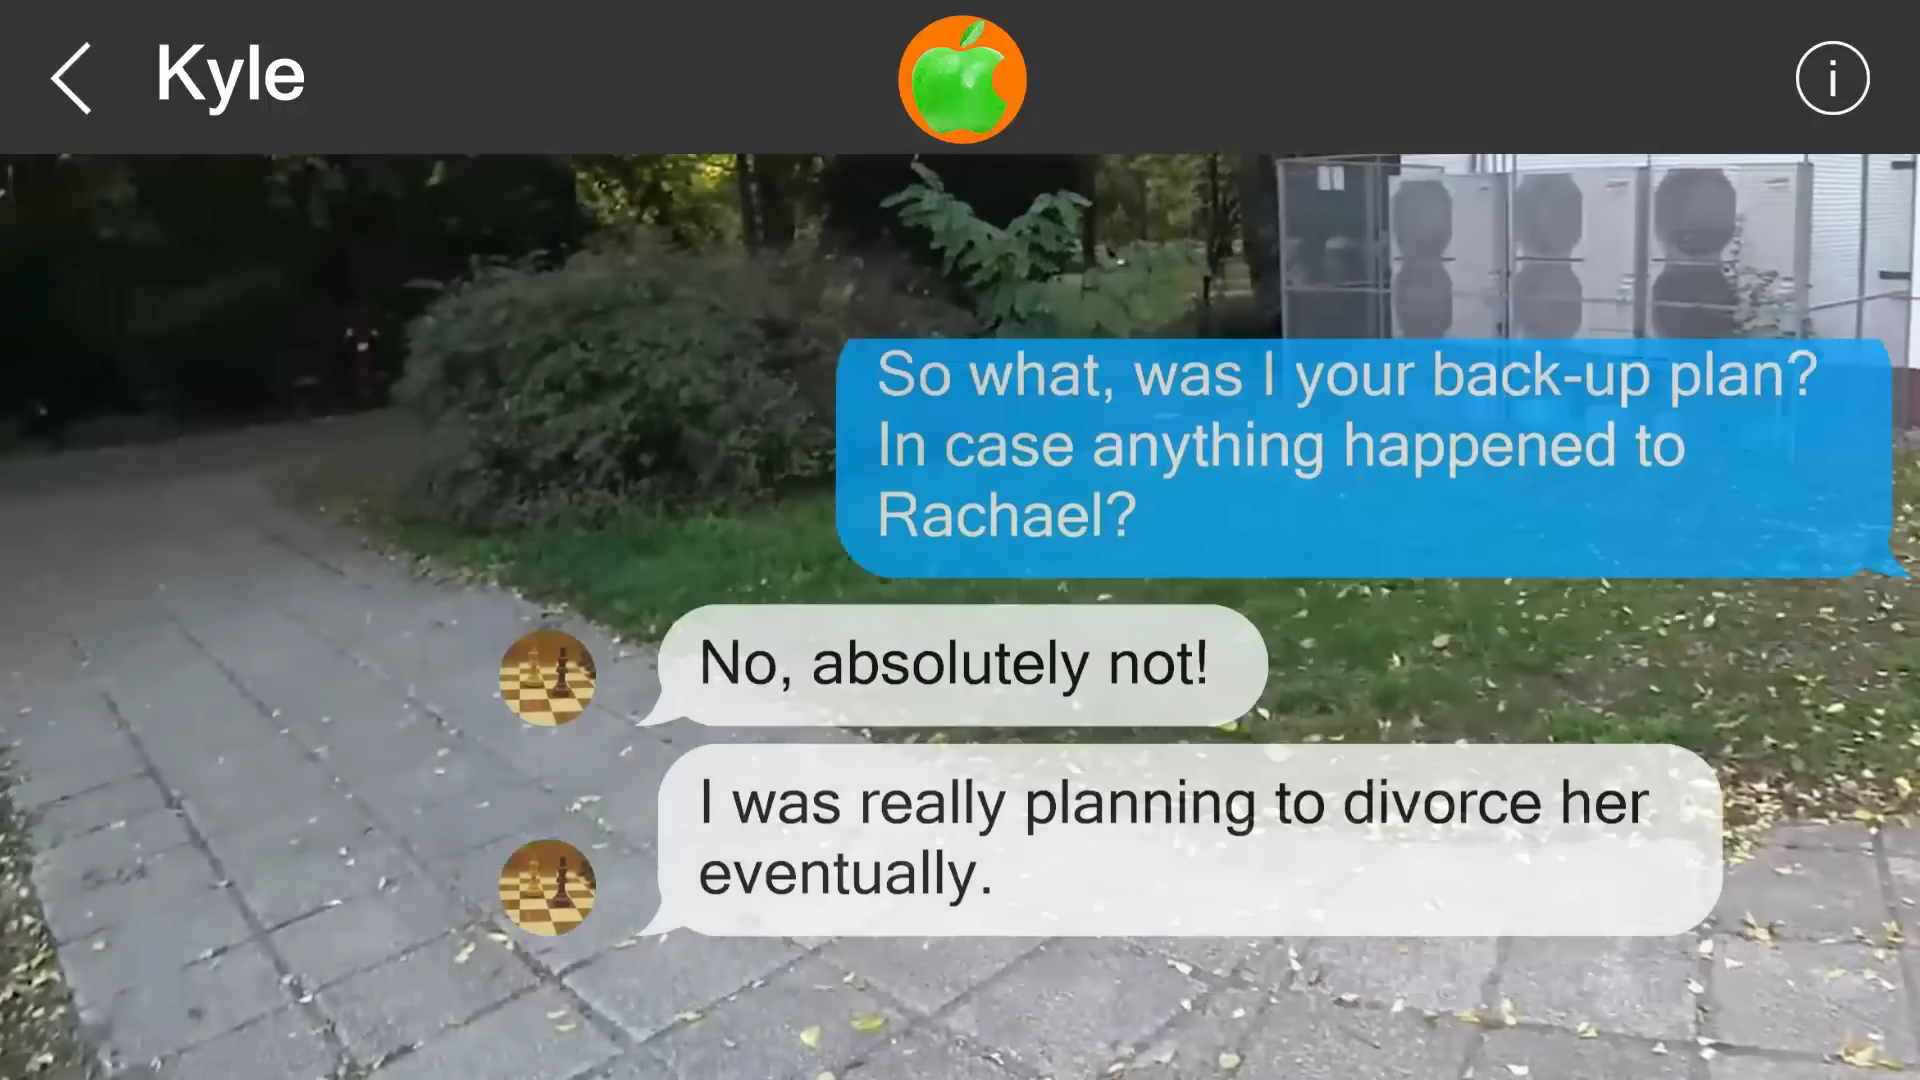 Kyle
i
So what, was I your back-up plan?
In case anything happened to
Rachael?
No, absolutely not!
I was really planning to divorce her
eventually.